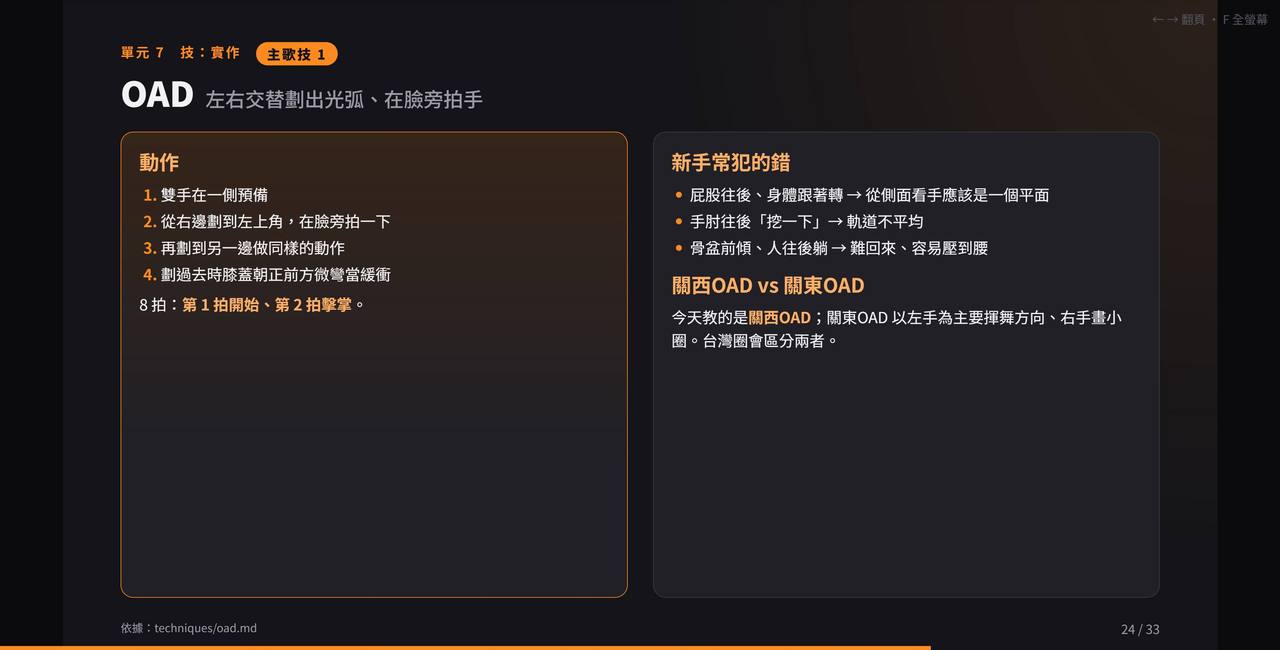 ←→ 翻頁 · F 全螢幕
單元 7 技：實作 主歌技 1
OAD 左右交替劃出光弧、在臉旁拍手
動作
1. 雙手在一側預備
2. 從右邊劃到左上角，在臉旁拍一下
3. 再劃到另一邊做同樣的動作
4. 劃過去時膝蓋朝正前方微彎當緩衝
8 拍：第 1 拍開始、第 2 拍擊掌。
新手常犯的錯
• 屁股往後、身體跟著轉 → 從側面看手應該是一個平面
• 手肘往後「挖一下」→ 軌道不平均
• 骨盆前傾、人往後躺 → 難回來、容易壓到腰
關西OAD vs 關東OAD
今天教的是關西OAD；關東OAD 以左手為主要揮舞方向、右手畫小
圈。台灣圈會區分兩者。
依據：techniques/oad.md
24 / 33